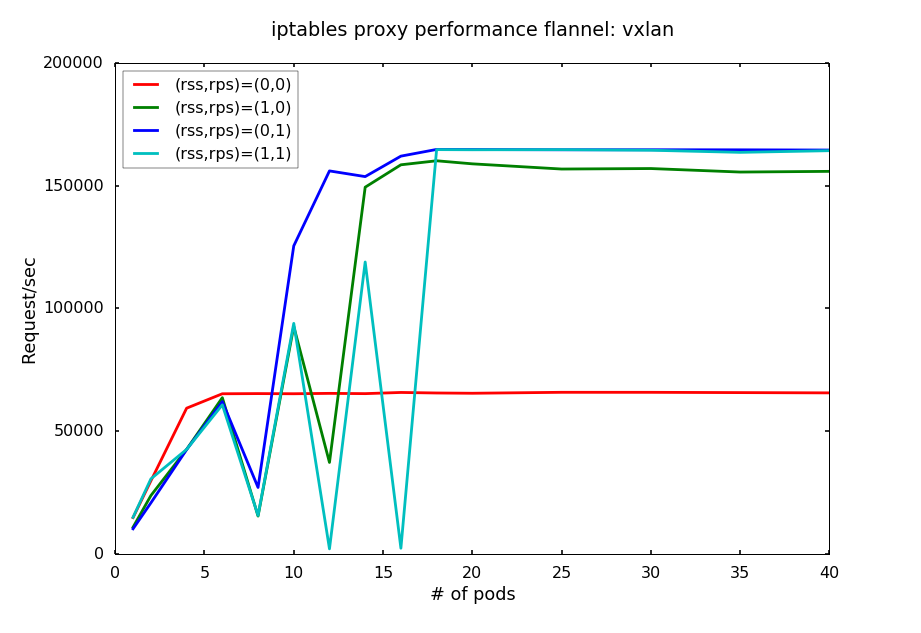 iptables proxy performance flannel: vxlan
200000
150000
100000
50000
0
Request/sec
(rss,rps)=(0,0)
(rss,rps)=(1,0)
(rss,rps)=(0,1)
(rss,rps)=(1,1)
0 5 10 15 20 25 30 35 40
# of pods